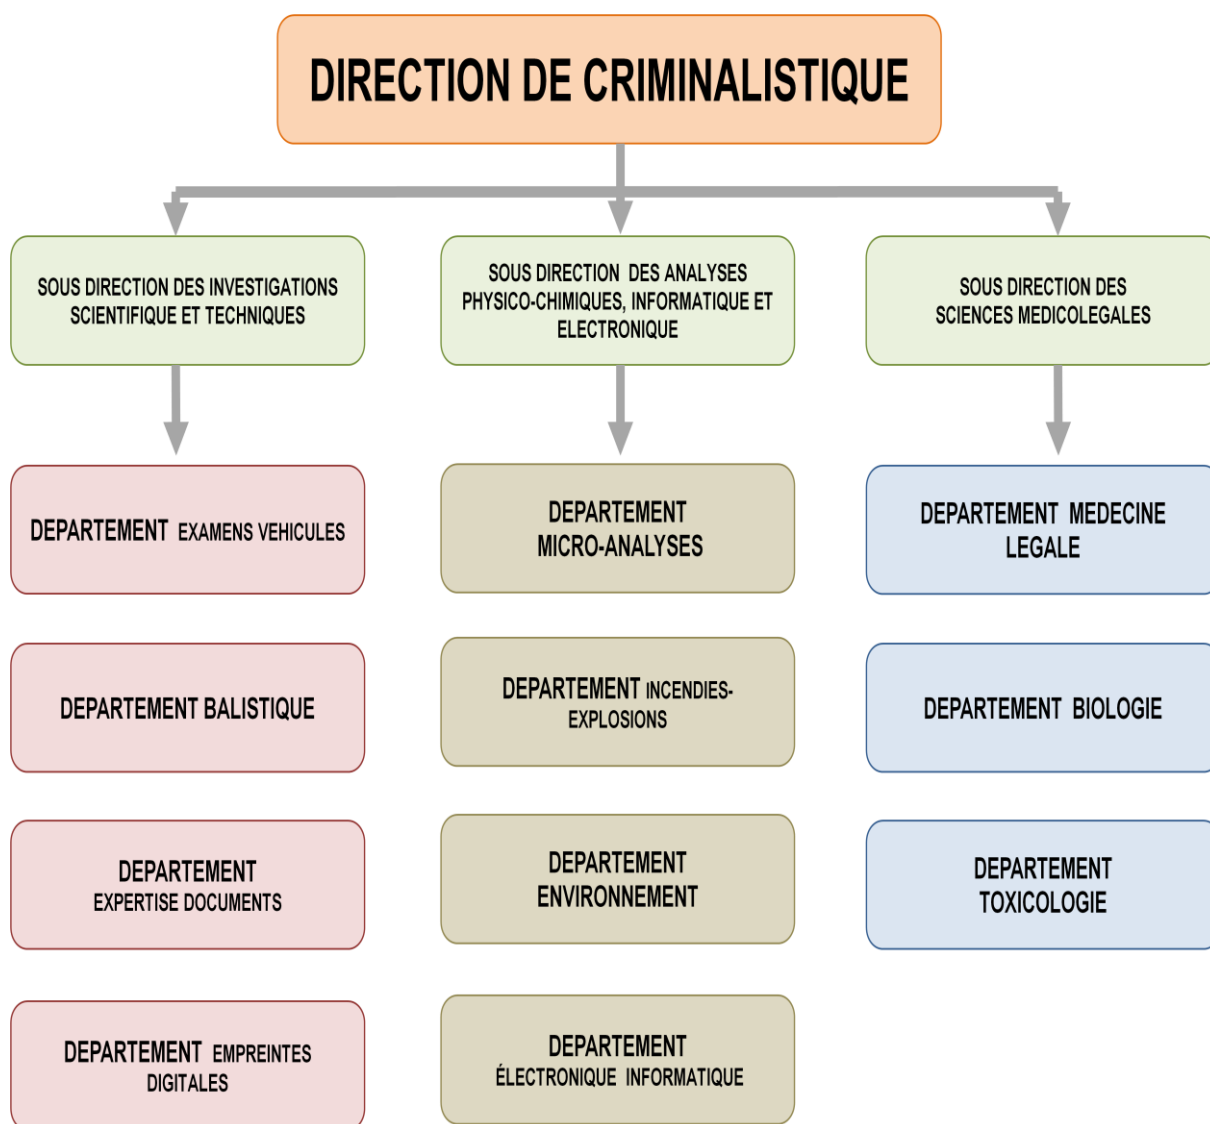 DIRECTION DE CRIMINALISTIQUE
SOUS DIRECTION DES INVESTIGATIONS
SCIENTIFIQUE ET TECHNIQUES
SOUS DIRECTION DES ANALYSES
PHYSICO-CHIMIQUES, INFORMATIQUE ET
ELECTRONIQUE
SOUS DIRECTION DES
SCIENCES MEDICOLEGALES
DEPARTEMENT EXAMENS VEHICULES
DEPARTEMENT
MICRO-ANALYSES
DEPARTEMENT MEDECINE
LEGALE
DEPARTEMENT BALISTIQUE
DEPARTEMENT INCENDIES-
EXPLOSIONS
DEPARTEMENT BIOLOGIE
DEPARTEMENT
EXPERTISE DOCUMENTS
DEPARTEMENT
ENVIRONNEMENT
DEPARTEMENT
TOXICOLOGIE
DEPARTEMENT EMPREINTES
DIGITALES
DEPARTEMENT
ÉLECTRONIQUE INFORMATIQUE